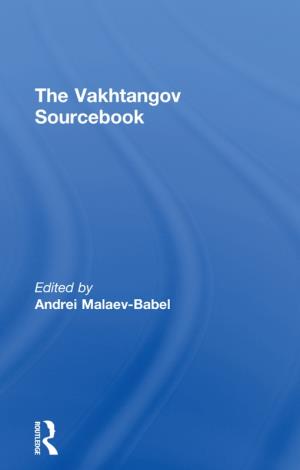 The Vakhtangov
Sourcebook
Edited by
Andrei Malaev-Babel
ROUTLEDGE